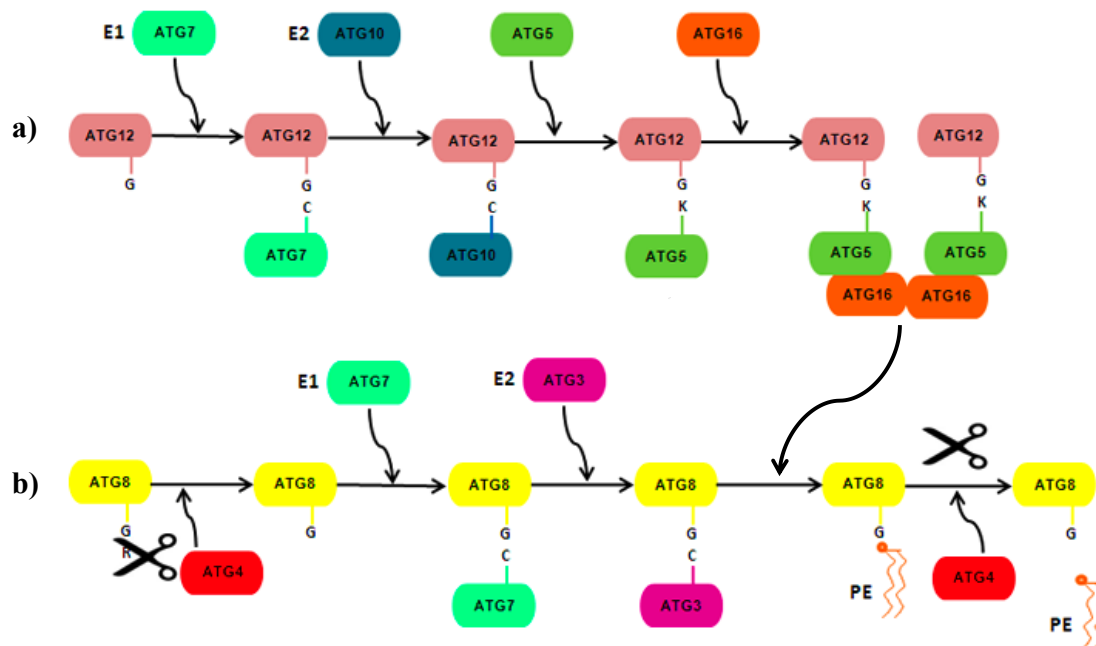 E1 ATG7 E2 ATG10 ATG5 ATG16
a) ATG12 ATG12 ATG12 ATG12 ATG12 ATG12
G G G G G G
C C K K K
ATG7 ATG10 ATG5 ATG5 ATG5
ATG16 ATG16
E1 ATG7 E2 ATG3
b) ATG8 ATG8 ATG8 ATG8 ATG8 ATG8
G G G G G G
R C C
ATG4 ATG7 ATG3 PE ATG4 PE